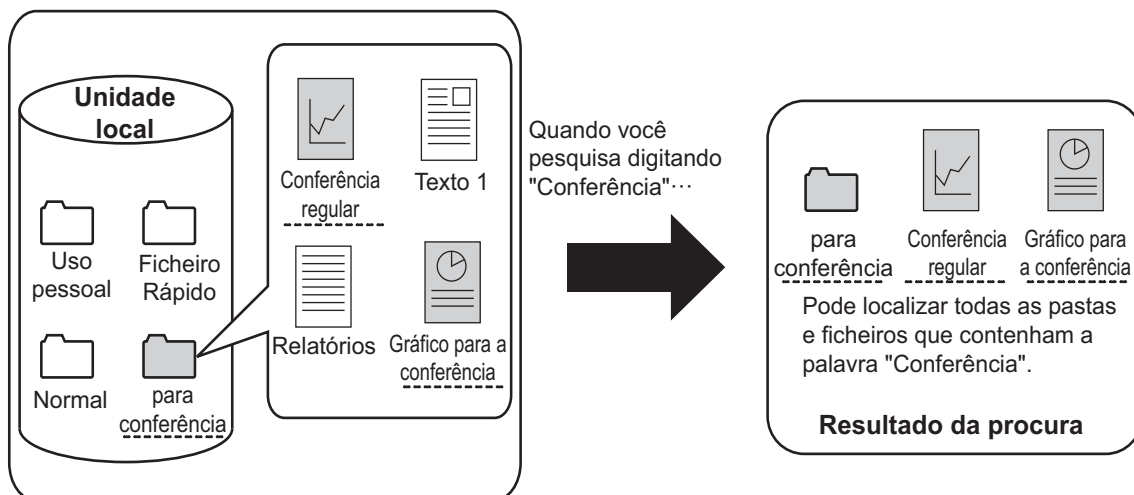 Unidade
local
Uso
pessoal
Ficheiro
Rápido
Normal
para
conferência
Conferência
regular
Texto 1
Relatórios
Gráfico para a
conferência
Quando você
pesquisa digitando
"Conferência"···
para
conferência
Conferência
regular
Gráfico para
a conferência
Pode localizar todas as pastas
e ficheiros que contenham a
palavra "Conferência".
Resultado da procura